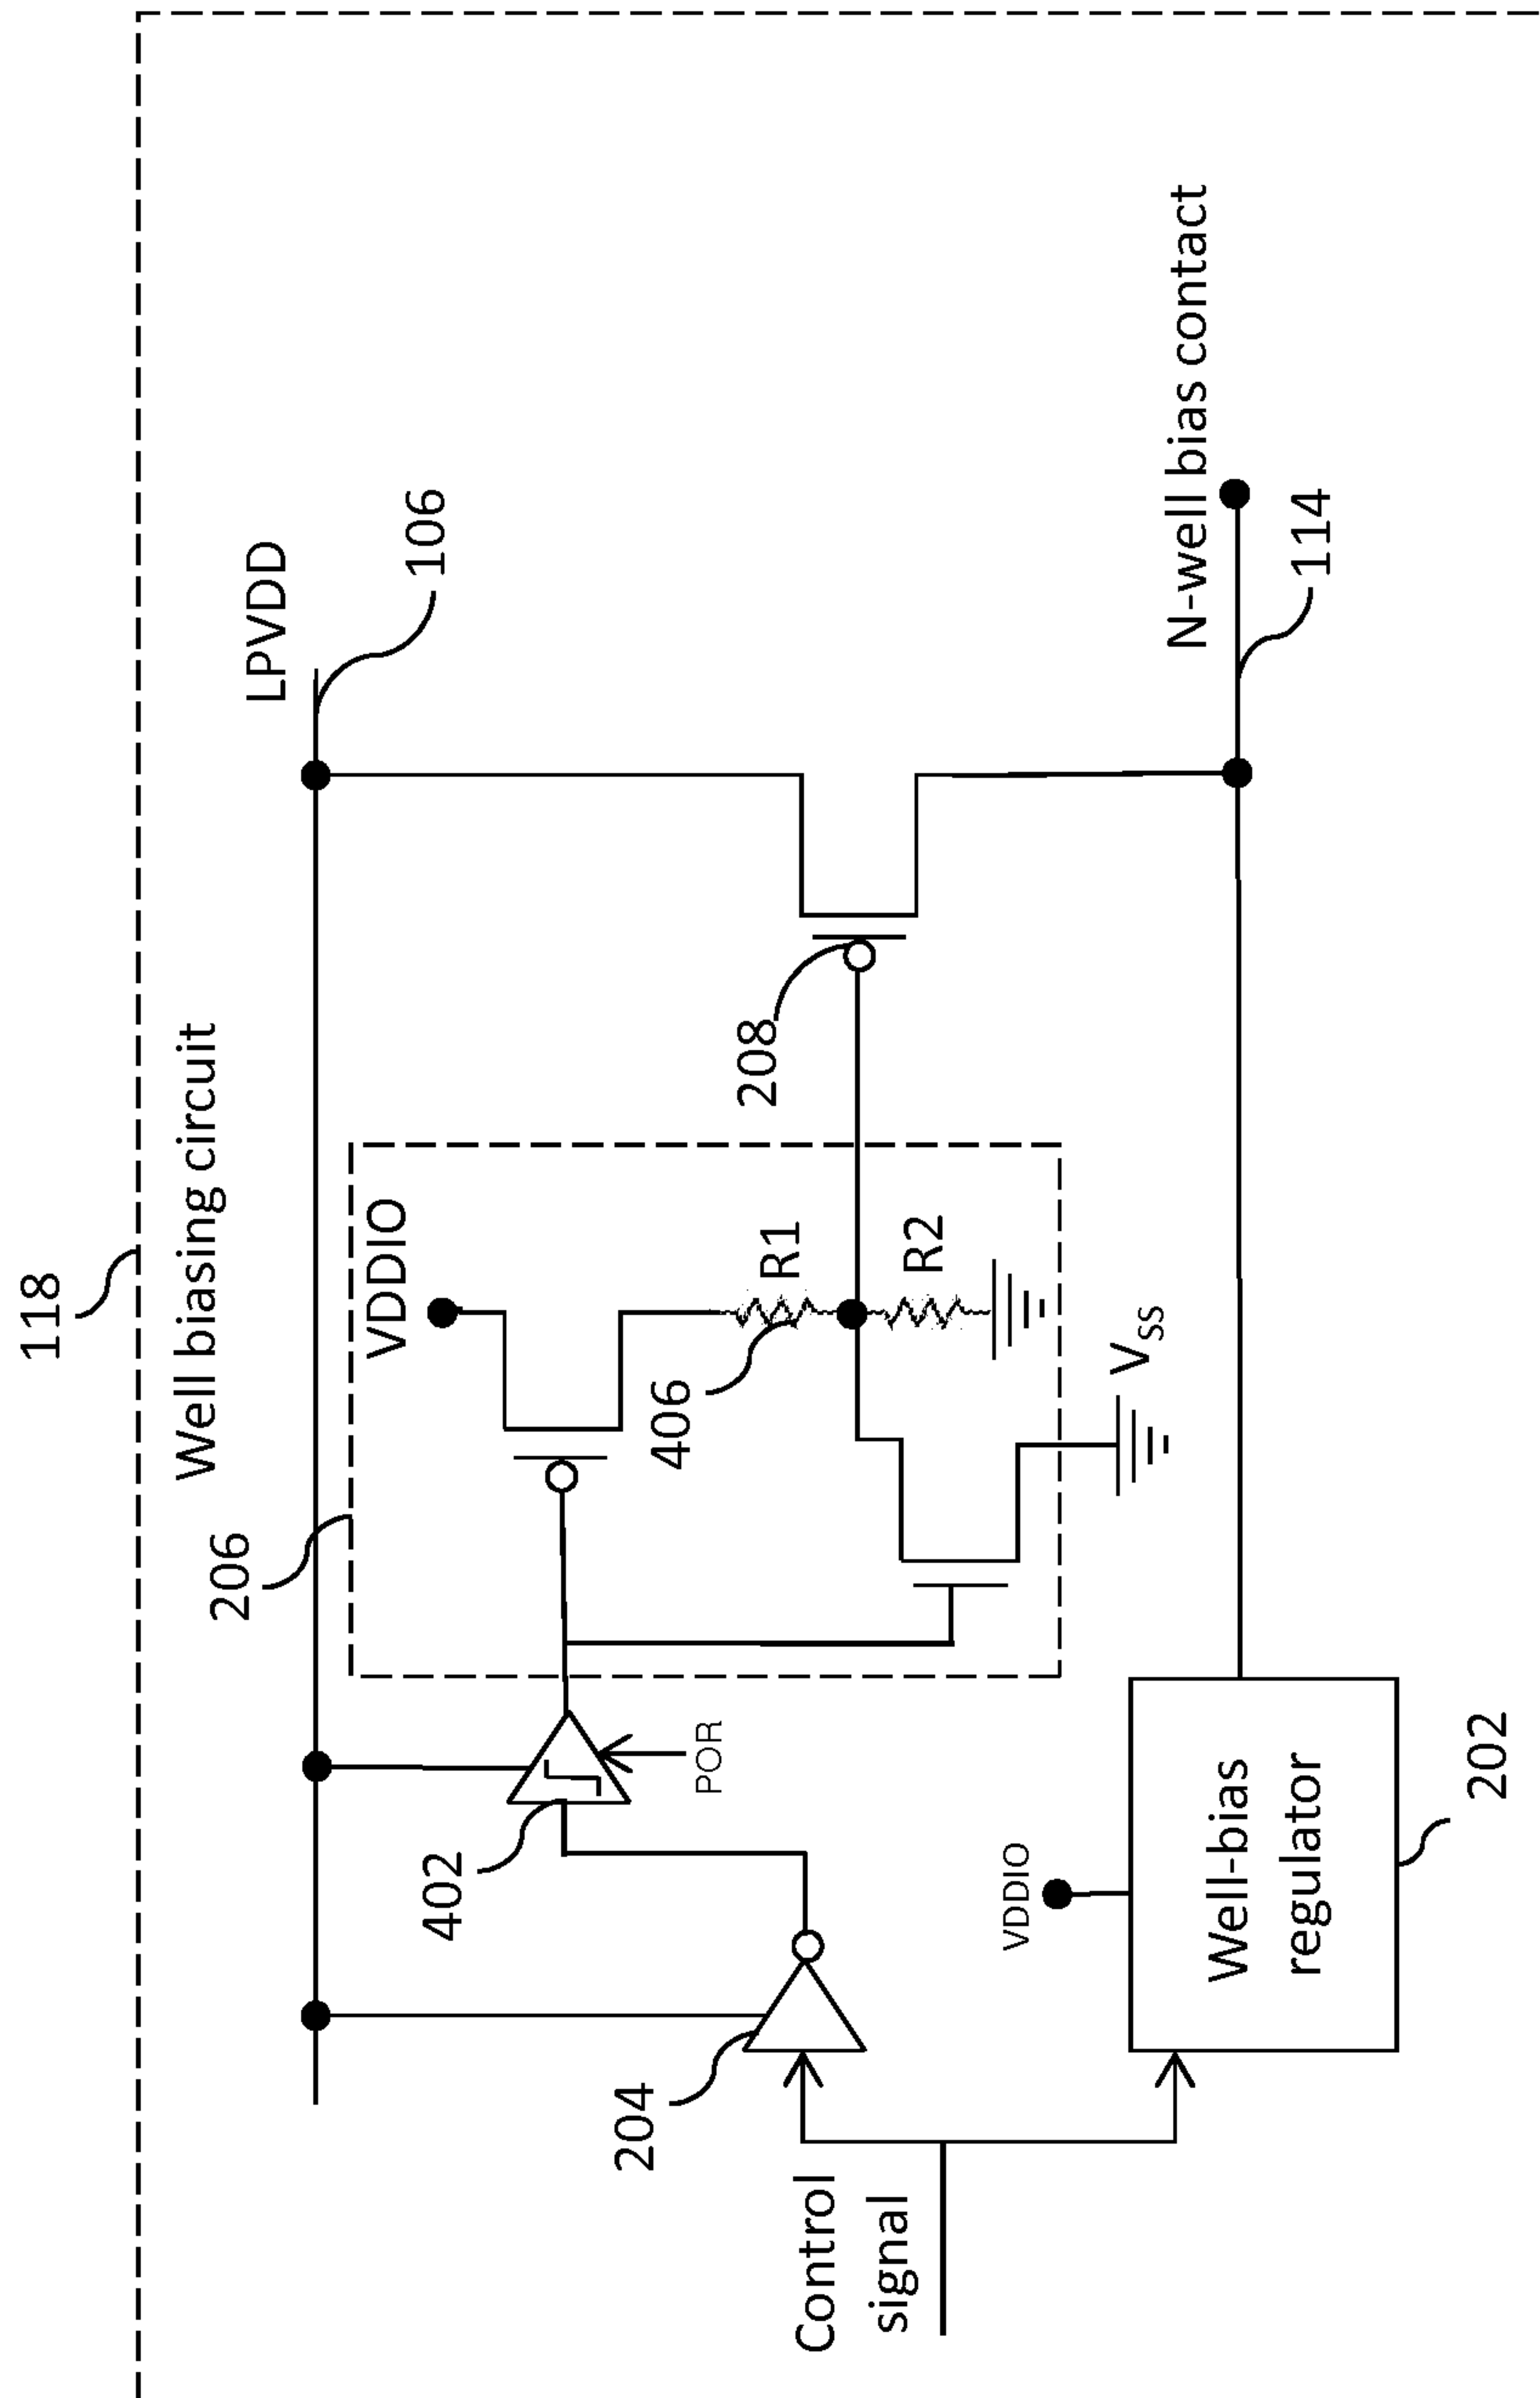 118
Well biasing circuit
LPVDD
106
206
VDDIO
R1
406
R2
VSS
208
402
POR
204
Control
signal
VDDIO
Well-bias
regulator
202
N-well bias contact
114